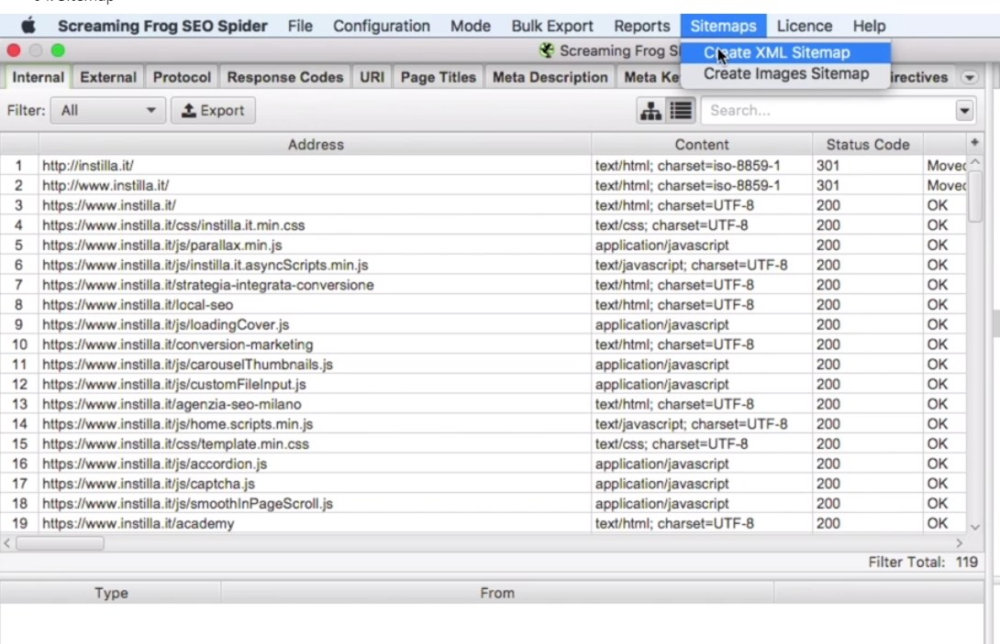 Screaming Frog SEO Spider File Configuration Mode Bulk Export Reports Sitemaps Licence Help
Screaming Frog
Create XML Sitemap
Create Images Sitemap
Internal External Protocol Response Codes URI Page Titles Meta Description Meta
Filter: All Export Search...
Address Content Status Code
1 http://instilla.it/ text/html; charset=iso-8859-1 301 Moved
2 http://www.instilla.it/ text/html; charset=iso-8859-1 301 Moved
3 https://www.instilla.it/ text/html; charset=UTF-8 200 OK
4 https://www.instilla.it/css/instilla.it.min.css text/css; charset=UTF-8 200 OK
5 https://www.instilla.it/js/parallax.min.js application/javascript 200 OK
6 https://www.instilla.it/js/instilla.it.asyncScripts.min.js text/javascript; charset=UTF-8 200 OK
7 https://www.instilla.it/strategia-integrata-conversione text/html; charset=UTF-8 200 OK
8 https://www.instilla.it/local-seo text/html; charset=UTF-8 200 OK
9 https://www.instilla.it/js/loadingCover.js application/javascript 200 OK
10 https://www.instilla.it/conversion-marketing text/html; charset=UTF-8 200 OK
11 https://www.instilla.it/js/carouselThumbnails.js application/javascript 200 OK
12 https://www.instilla.it/js/customFileInput.js application/javascript 200 OK
13 https://www.instilla.it/agenzia-seo-milano text/html; charset=UTF-8 200 OK
14 https://www.instilla.it/js/home.scripts.min.js text/javascript; charset=UTF-8 200 OK
15 https://www.instilla.it/css/template.min.css text/css; charset=UTF-8 200 OK
16 https://www.instilla.it/js/accordion.js application/javascript 200 OK
17 https://www.instilla.it/js/captcha.js application/javascript 200 OK
18 https://www.instilla.it/js/smoothInPageScroll.js application/javascript 200 OK
19 https://www.instilla.it/academy text/html; charset=UTF-8 200 OK
Filter Total: 119
Type From